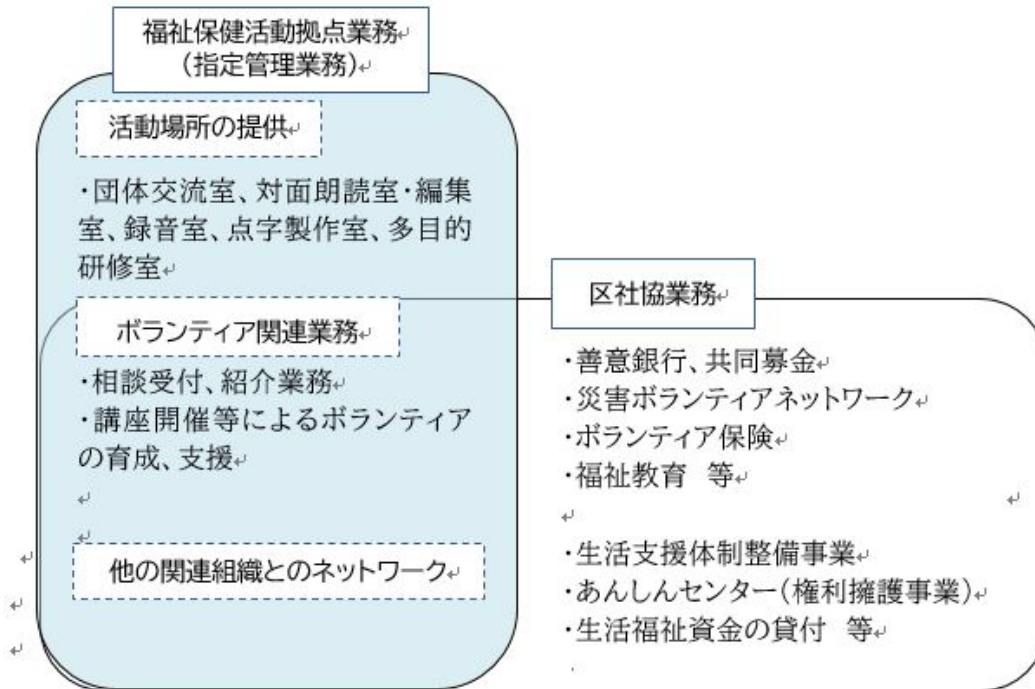 福祉保健活動拠点業務
(指定管理業務)
活動場所の提供
・団体交流室、対面朗読室・編集
室、録音室、点字製作室、多目的
研修室
ボランティア関連業務
・相談受付、紹介業務
・講座開催等によるボランティア
の育成、支援
他の関連組織とのネットワーク
区社協業務
・善意銀行、共同募金
・災害ボランティアネットワーク
・ボランティア保険
・福祉教育　等
・生活支援体制整備事業
・あんしんセンター(権利擁護事業)
・生活福祉資金の貸付　等